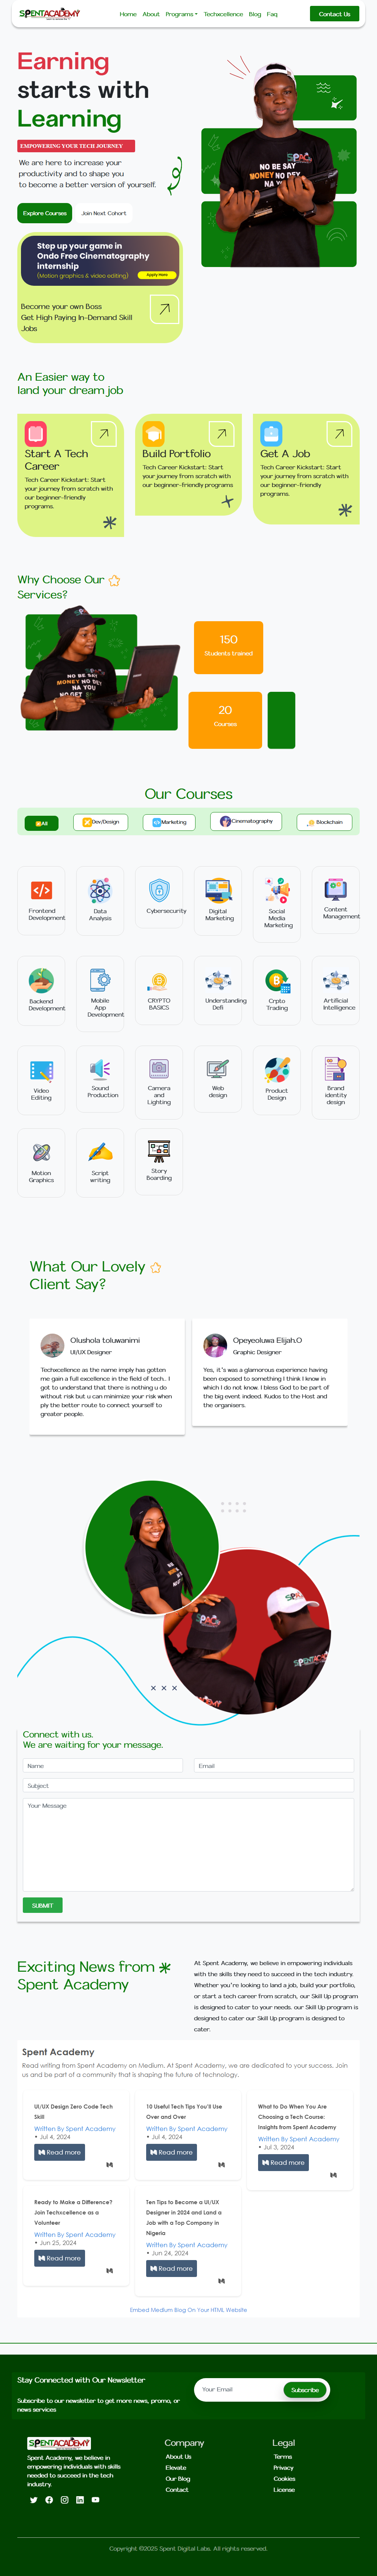 SPENTACADEMY
Home About Programs Techxcellence Blog Faq
Contact Us
Earning
starts with
Learning
EMPOWERING YOUR TECH JOURNEY
We are here to increase your
productivity and to shape you
to become a better version of yourself.
Explore Courses
Join Next Cohort
NO BE SAY
MONEY NO
Step up your game in
Ondo Free Cinematography
internship
(Motion graphics & video editing)
Apply Here
Become your own Boss
Get High Paying In-Demand Skill
Jobs
An Easier way to
land your dream job
Start A Tech
Career
Tech Career Kickstart: Start
your journey from scratch with
our beginner-friendly
programs.
Build Portfolio
Tech Career Kickstart: Start
your journey from scratch with
our beginner-friendly programs
Get A Job
Tech Career Kickstart: Start
your journey from scratch with
our beginner-friendly
programs.
Why Choose Our
Services?
150
Students trained
20
Courses
Our Courses
All
Dev/Design
Marketing
Cinematography
Blockchain
Frontend
Development
Data
Analysis
Cybersecurity
Digital
Marketing
Social
Media
Marketing
Content
Management
Backend
Development
Mobile
App
Development
CRYPTO
BASICS
Understanding
Defi
Crpto
Trading
Artificial
Intelligence
Video
Editing
Sound
Production
Camera
and
Lighting
Web
design
Product
Design
Brand
identity
design
Motion
Graphics
Script
writing
Story
Boarding
What Our Lovely
Client Say?
Olushola toluwanimi
UI/UX Designer
Techxcellence as the name imply has gotten
me gain a full excellence in the field of tech.. I
got to understand that there is nothing u do
without risk but u can minimize your risk when
ply the better route to connect yourself to
greater people.
Opeyeoluwa Elijah.O
Graphic Designer
Yes, it's was a glamorous experience having
been exposed to something I think I know in
which I do not know. I bless God to be part of
the big event indeed. Kudos to the Host and
the organisers.
Connect with us.
We are waiting for your message.
Name
Email
Subject
Your Message
SUBMIT
Exciting News from
Spent Academy
At Spent Academy, we believe in empowering individuals
with the skills they need to succeed in the tech industry.
Whether you're looking to land a job, build your portfolio,
or start a tech career from scratch, our Skill Up program
is designed to cater to your needs. our Skill Up program is
designed to cater our Skill Up program is designed to
cater.
Spent Academy
Read writing from Spent Academy on Medium. At Spent Academy, we are dedicated to your success. Join
us and be part of a community that is shaping the future of technology.
UI/UX Design Zero Code Tech
Skill
Written By Spent Academy
• Jul 4, 2024
Read more
10 Useful Tech Tips You'll Use
Over and Over
Written By Spent Academy
• Jul 4, 2024
Read more
What to Do When You Are
Choosing a Tech Course:
Insights from Spent Academy
Written By Spent Academy
• Jul 3, 2024
Read more
Ready to Make a Difference?
Join Techxcellence as a
Volunteer
Written By Spent Academy
• Jun 25, 2024
Read more
Ten Tips to Become a UI/UX
Designer in 2024 and Land a
Job with a Top Company in
Nigeria
Written By Spent Academy
• Jun 24, 2024
Read more
Embed Medium Blog On Your HTML Website
Stay Connected with Our Newsletter
Subscribe to our newsletter to get more news, promo, or
news services
Your Email
Subscribe
SPENTACADEMY
Spent Academy, we believe in
empowering individuals with skills
needed to succeed in the tech
industry.
Company
About Us
Elevate
Our Blog
Contact
Legal
Terms
Privacy
Cookies
License
Copyright ©2025 Spent Digital Labs. All rights reserved.